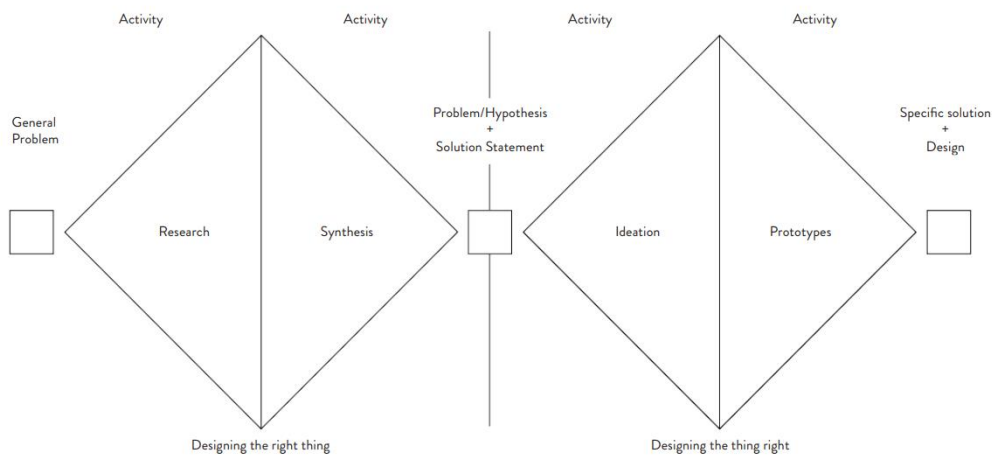 Activity
Activity
Activity
Activity
General
Problem
Problem/Hypothesis
+
Solution Statement
Specific solution
+
Design
Research
Synthesis
Ideation
Prototypes
Designing the right thing
Designing the thing right